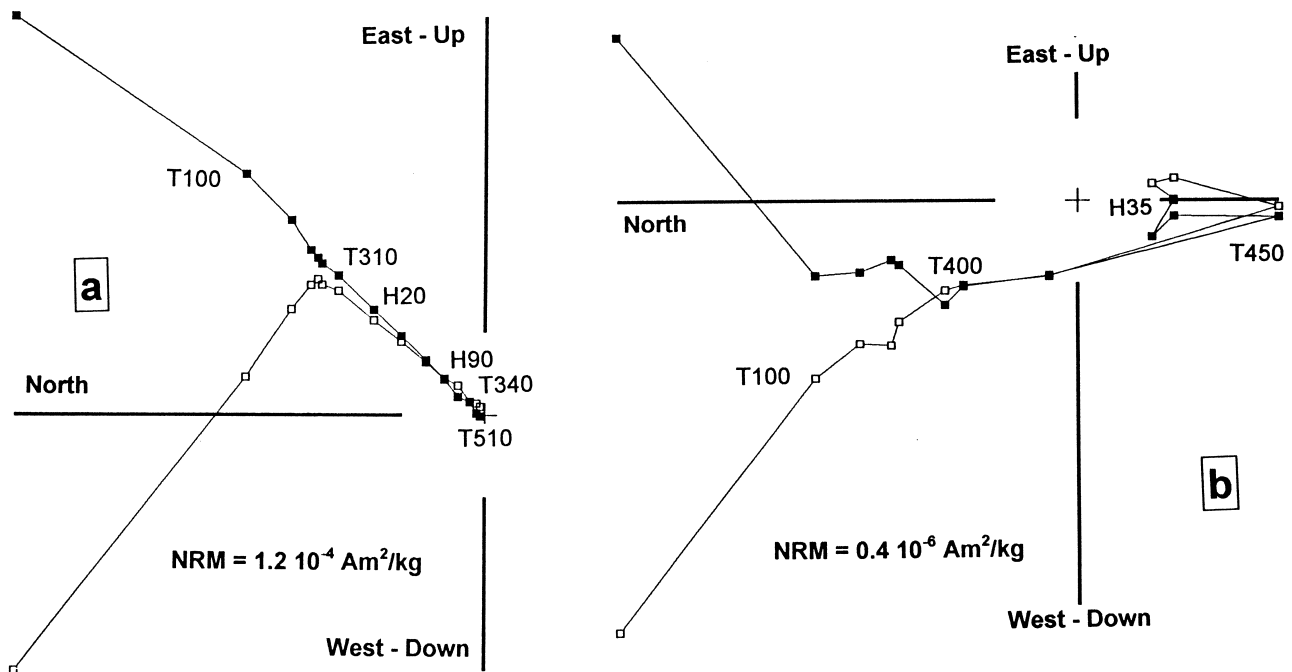 East - Up
T100
T310
a
H20
H90
North
T340
T510
NRM = 1.2 10⁻⁴ Am²/kg
West - Down
East - Up
H35
North
T450
T400
T100
b
NRM = 0.4 10⁻⁶ Am²/kg
West - Down